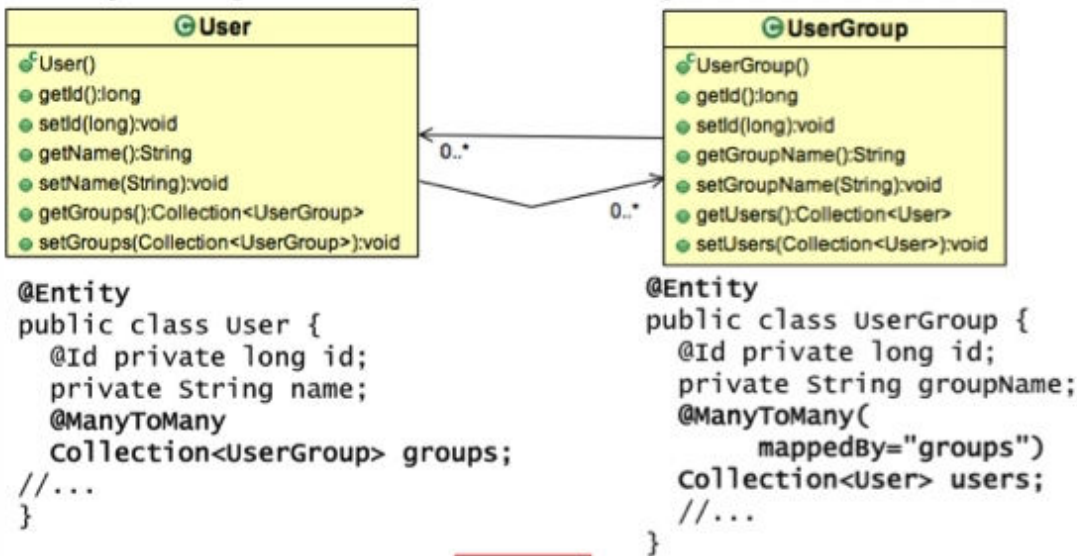 User
User()
getId():long
setId(long):void
getName():String
setName(String):void
getGroups():Collection<UserGroup>
setGroups(Collection<UserGroup>):void
0..*
0..*
UserGroup
UserGroup()
getId():long
setId(long):void
getGroupName():String
setGroupName(String):void
getUsers():Collection<User>
setUsers(Collection<User>):void
@Entity
public class User {
@Id private long id;
private String name;
@ManyToMany
Collection<UserGroup> groups;
//...
}
@Entity
public class UserGroup {
@Id private long id;
private String groupName;
@ManyToMany(
mappedBy="groups")
Collection<User> users;
//...
}